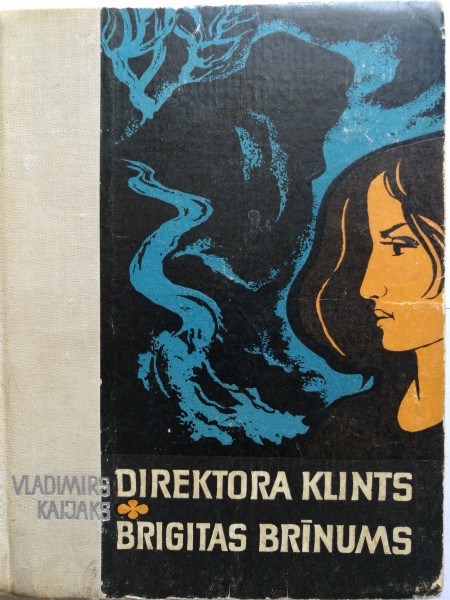 VLADIMIRS
KAIJAKS
DIREKTORA KLINTS
BRIGITAS BRĪNUMS